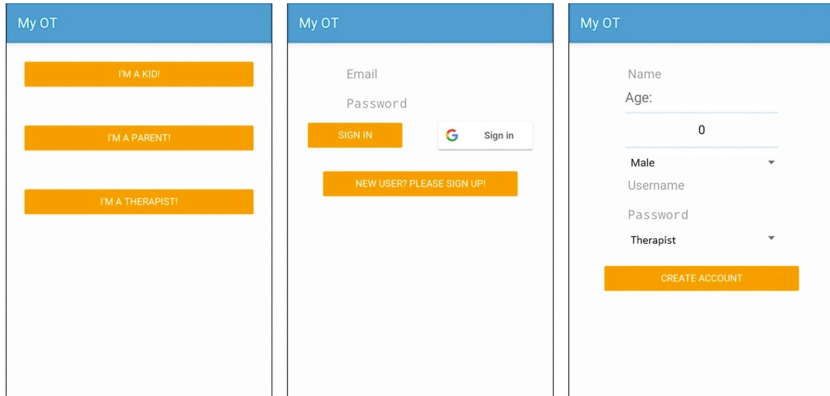 My OT
I'M A KID!
I'M A PARENT!
I'M A THERAPIST!
My OT
Email
Password
SIGN IN
Sign in
NEW USER? PLEASE SIGN UP!
My OT
Name
Age:
0
Male
Username
Password
Therapist
CREATE ACCOUNT